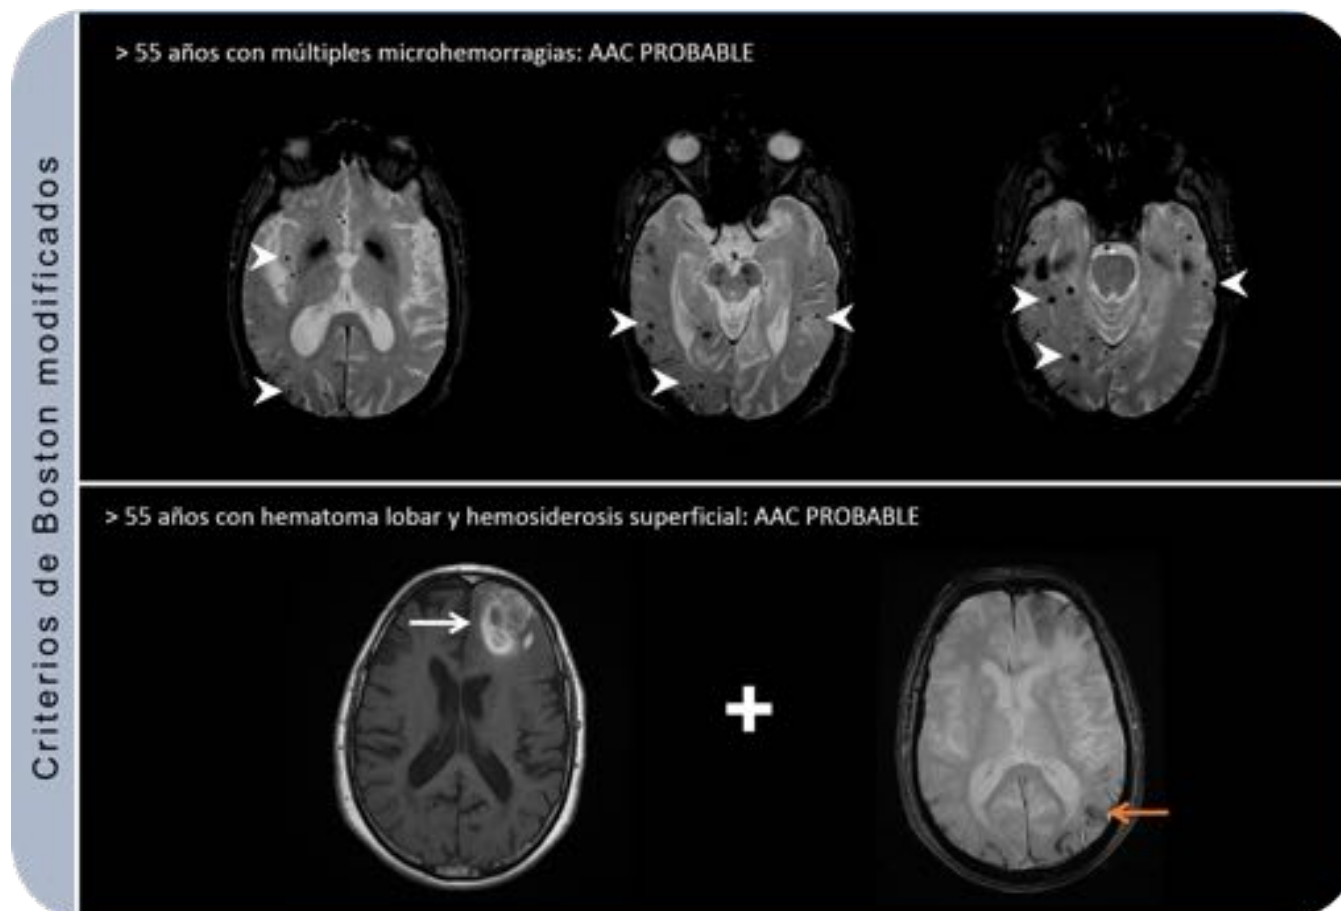 Criterios de Boston modificados
> 55 años con múltiples microhemorragias: AAC PROBABLE
> 55 años con hematoma lobar y hemosiderosis superficial: AAC PROBABLE